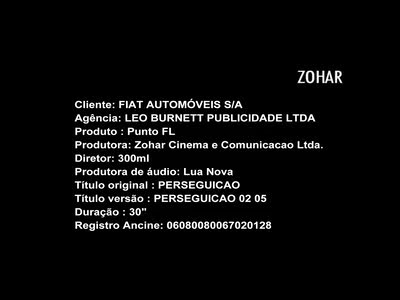 ZOHAR
Cliente: FIAT AUTOMÓVEIS S/A
Agência: LEO BURNETT PUBLICIDADE LTDA
Produto : Punto FL
Produtora: Zohar Cinema e Comunicacao Ltda.
Diretor: 300ml
Produtora de áudio: Lua Nova
Título original : PERSEGUICAO
Título versão : PERSEGUICAO 02 05
Duração : 30"
Registro Ancine: 06080080067020128